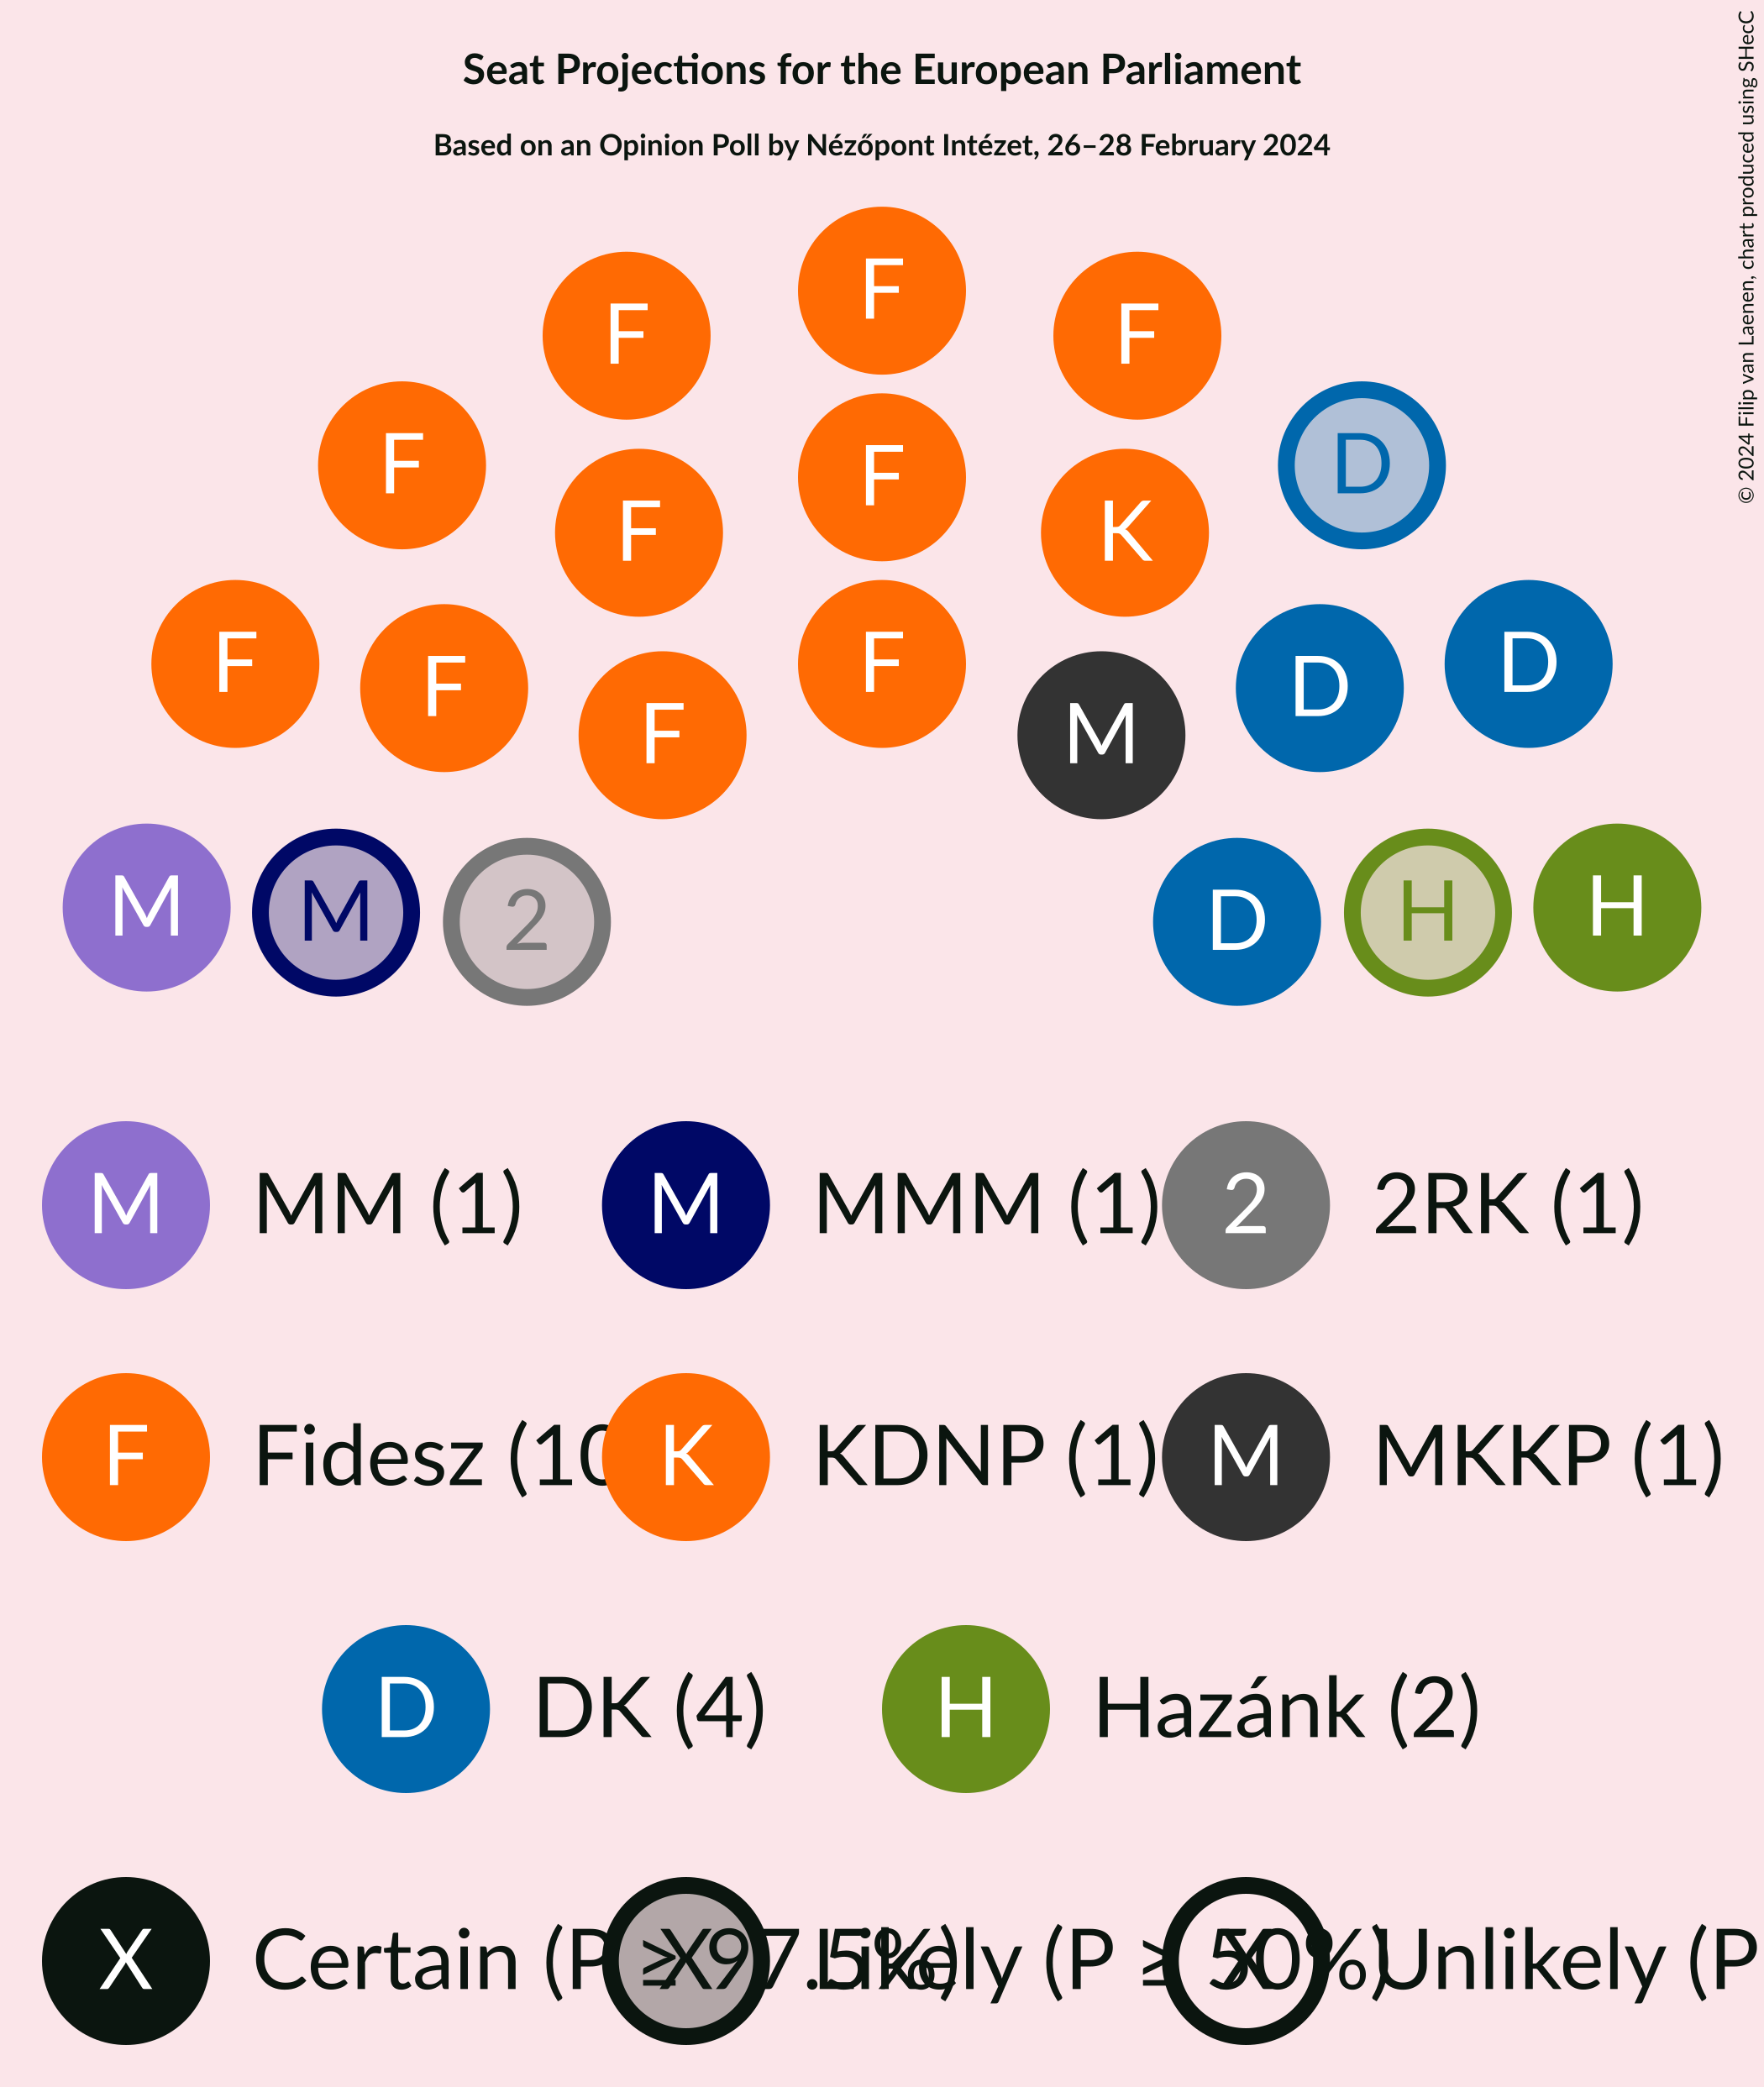 Seat Projections for the European Parliament
Based on an Opinion Poll by Nézőpont Intézet, 26–28 February 2024
© 2024 Filip van Laenen, chart produced using SHecC
F
F F
F D
F
F K
F F
F D D
F M
M M 2 D H H
M MM (1) M MMM (1) 2 2RK (1)
F Fidesz (10 K KDNP (1) M MKKP (1)
D DK (4) H Hazánk (2)
X Certain (P ≥ 97.5%) X Likely (P ≥ 50%) X Unlikely (P